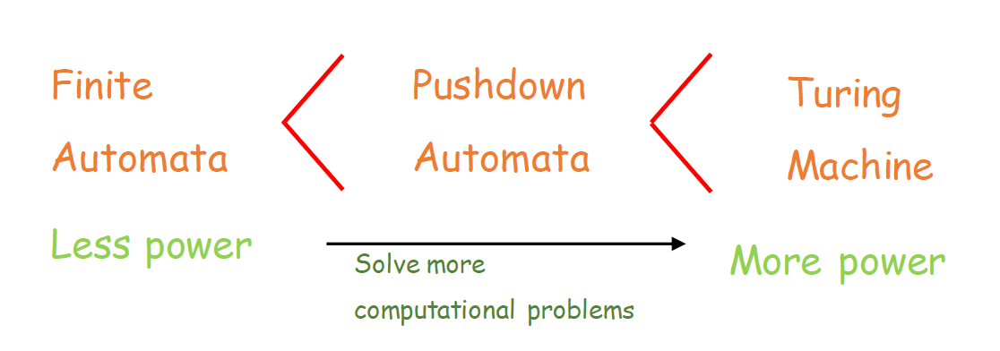 Finite
Automata
Pushdown
Automata
Turing
Machine
Less power
Solve more
computational problems
More power